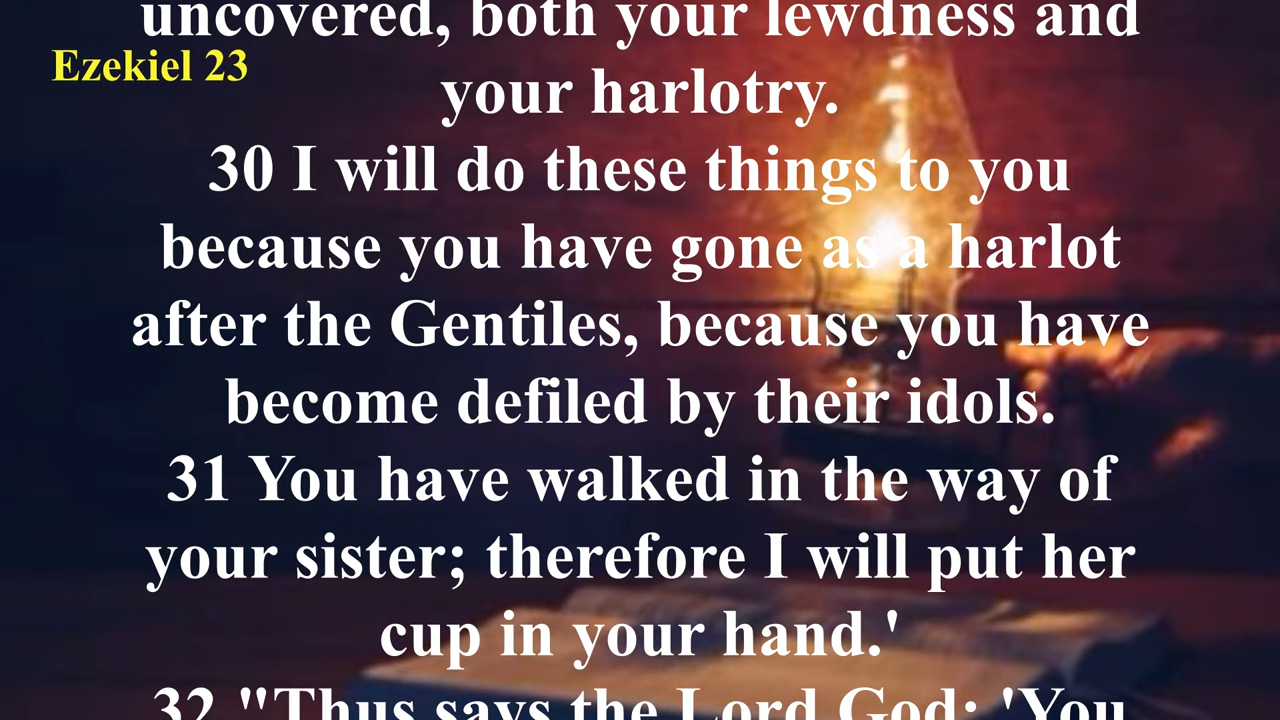 uncovered, both your lewdness and
Ezekiel 23
your harlotry.
30 I will do these things to you
because you have gone as a harlot
after the Gentiles, because you have
become defiled by their idols.
31 You have walked in the way of
your sister; therefore I will put her
cup in your hand.'
32 "Thus says the Lord God: 'You